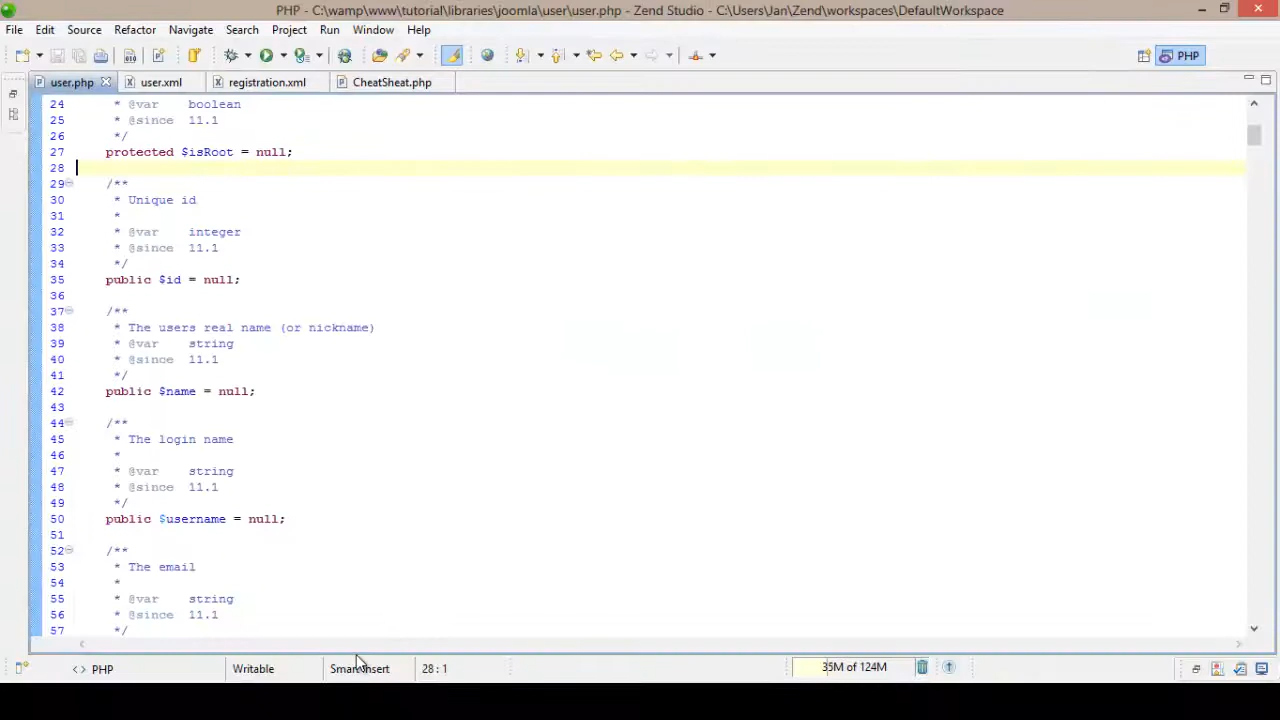 PHP - C:\wamp\www\tutorial\libraries\joomla\user\user.php - Zend Studio - C:\Users\Jan\Zend\workspaces\DefaultWorkspace
File Edit Source Refactor Navigate Search Project Run Window Help
PHP
user.php user.xml registration.xml CheatSheat.php
24 * @var boolean
25 * @since 11.1
26 */
27 protected $isRoot = null;
28
29 /**
30 * Unique id
31 *
32 * @var integer
33 * @since 11.1
34 */
35 public $id = null;
36
37 /**
38 * The users real name (or nickname)
39 * @var string
40 * @since 11.1
41 */
42 public $name = null;
43
44 /**
45 * The login name
46 *
47 * @var string
48 * @since 11.1
49 */
50 public $username = null;
51
52 /**
53 * The email
54 *
55 * @var string
56 * @since 11.1
57 */
PHP Writable Smart Insert 28 : 1 35M of 124M